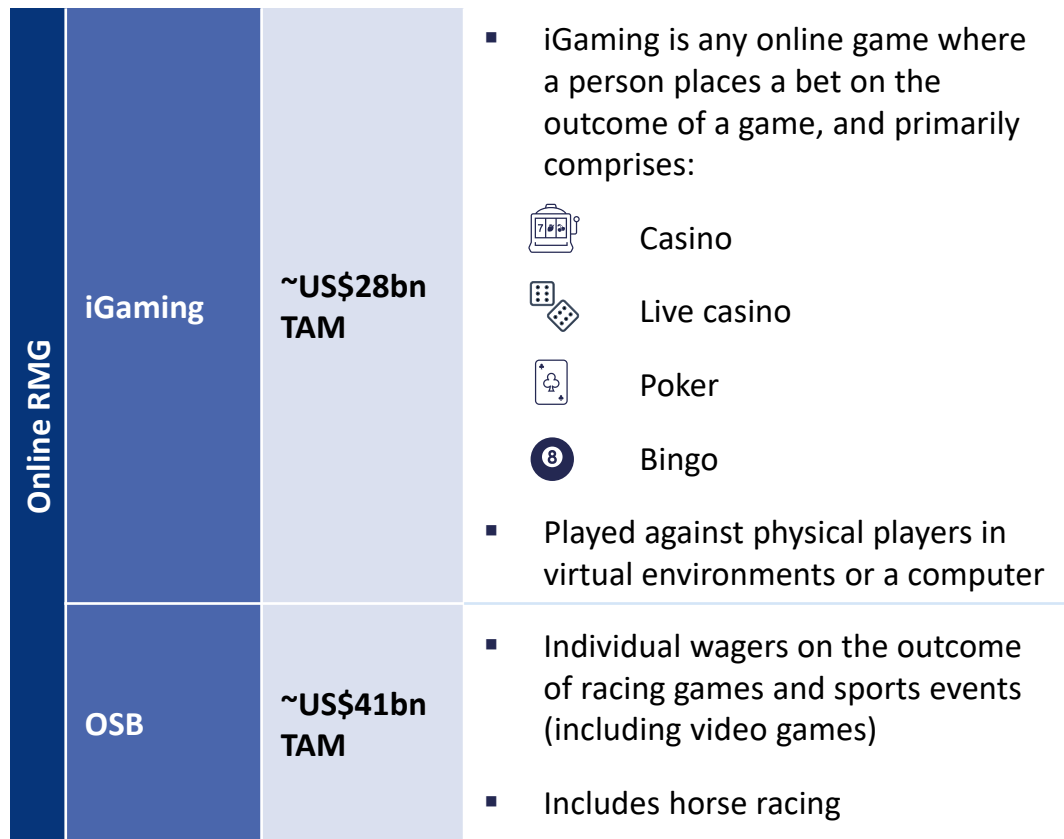 Online RMG
iGaming
~US$28bn
TAM
▪ iGaming is any online game where
a person places a bet on the
outcome of a game, and primarily
comprises:
7
Casino
Live casino
Poker
8
Bingo
▪ Played against physical players in
virtual environments or a computer
OSB
~US$41bn
TAM
▪ Individual wagers on the outcome
of racing games and sports events
(including video games)
▪ Includes horse racing